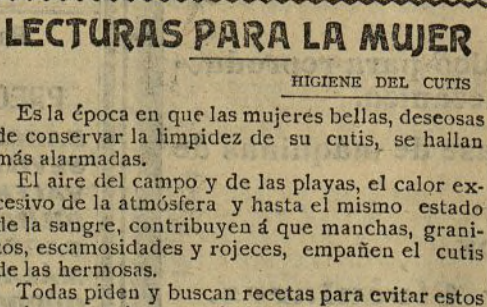 LECTURAS PARA LA MUJER
HIGIENE DEL CUTIS
Es la época en que las mujeres bellas, deseosas
de conservar la limpidez de su cutis, se hallan
más alarmadas.
El aire del campo y de las playas, el calor ex-
cesivo de la atmósfera y hasta el mismo estado
de la sangre, contribuyen á que manchas, grani-
tos, escamosidades y rojeces, empañen el cutis
de las hermosas.
Todas piden y buscan recetas para evitar estos